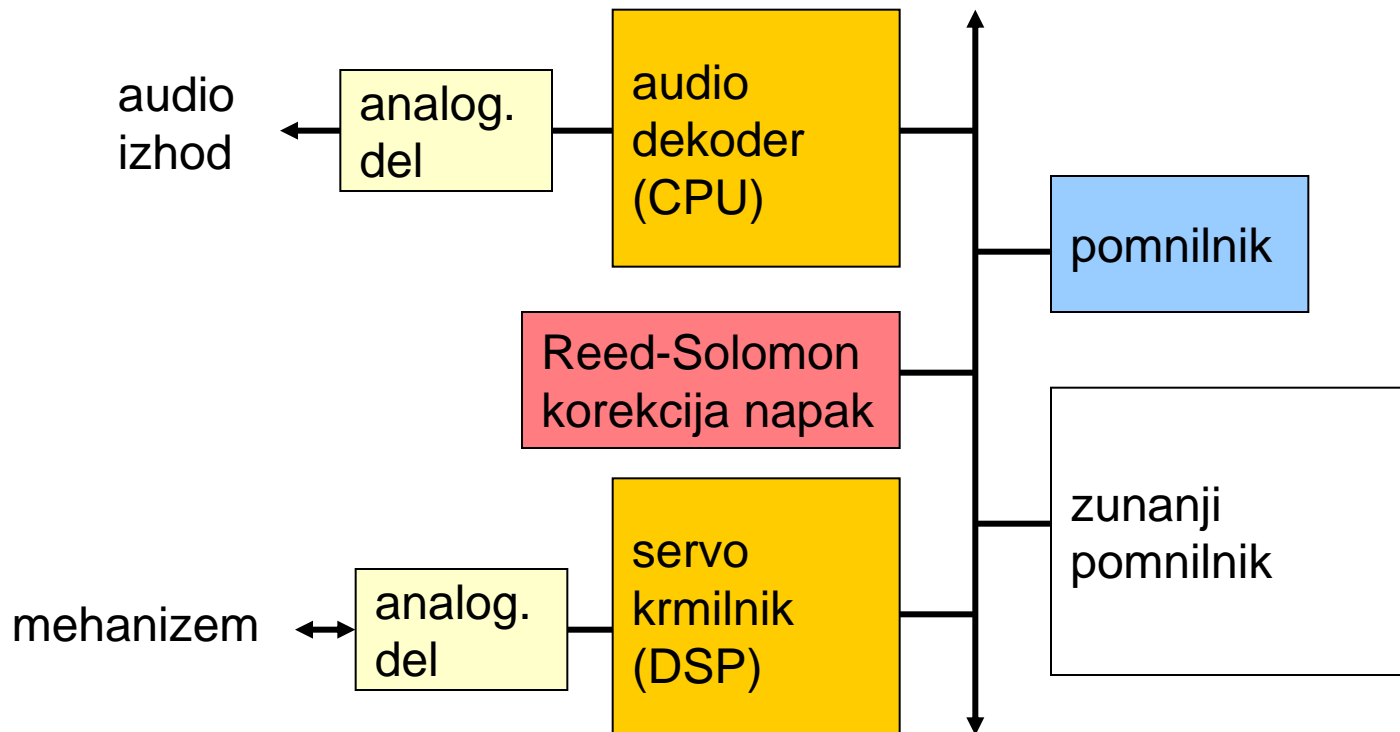 audio
izhod
analog.
del
audio
dekoder
(CPU)
pomnilnik
Reed-Solomon
korekcija napak
zunanji
pomnilnik
mehanizem
analog.
del
servo
krmilnik
(DSP)